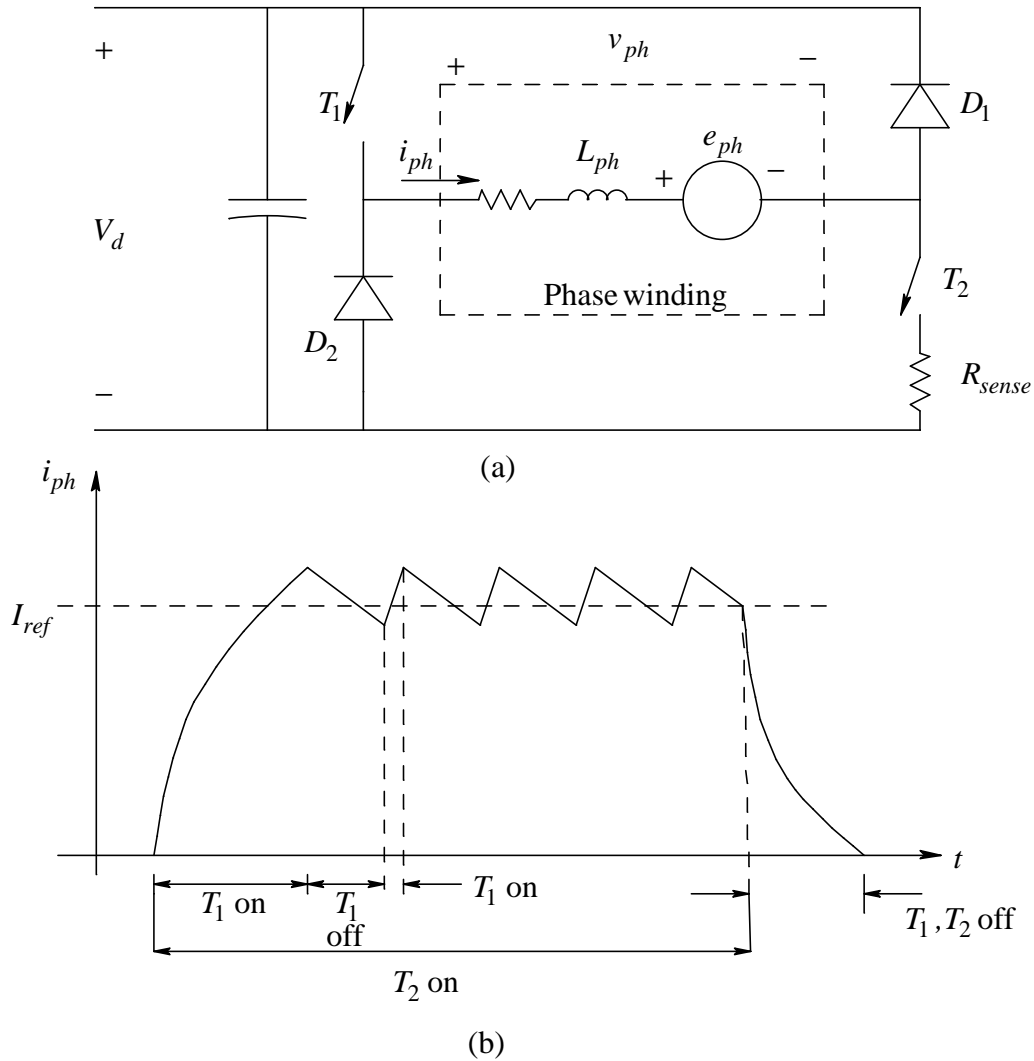 v_ph
+
+
−
T_1
D_1
i_ph
L_ph
e_ph
+
−
V_d
T_2
Phase winding
D_2
−
R_sense
(a)
i_ph
I_ref
t
T_1 on
T_1
off
T_1 on
T_1 , T_2 off
T_2 on
(b)